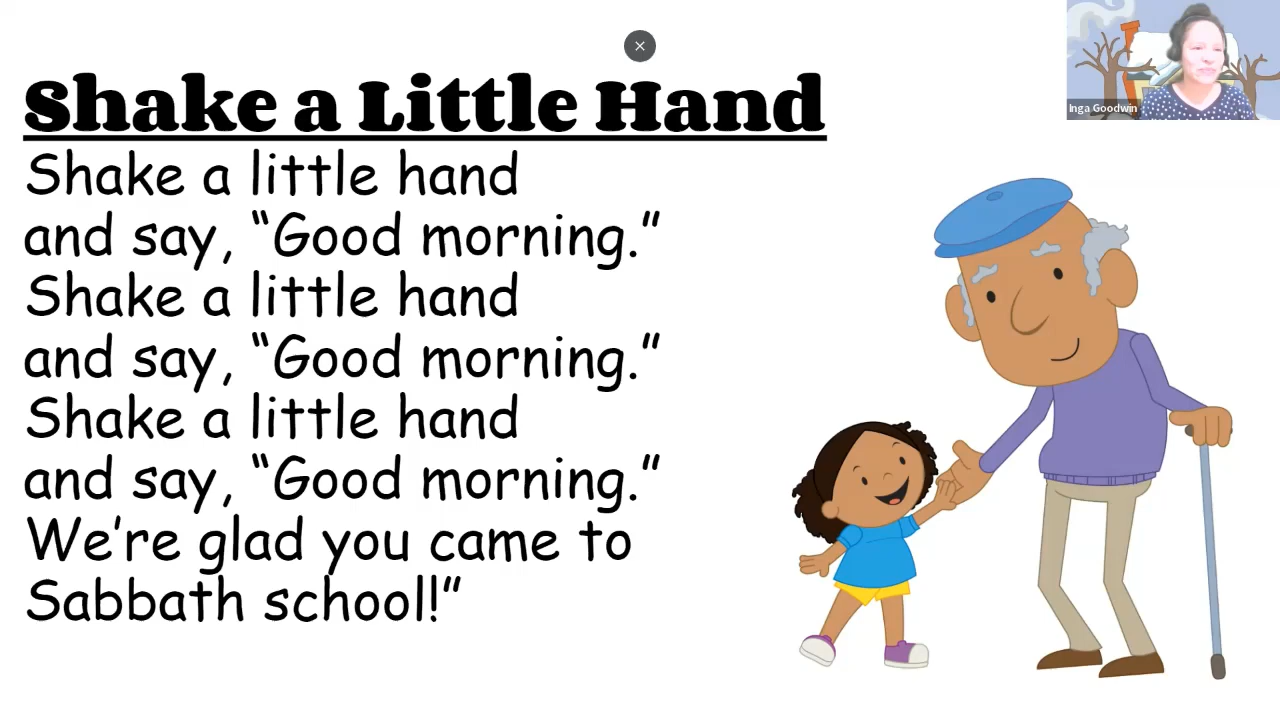 Shake a Little Hand
Shake a little hand
and say, “Good morning.”
Shake a little hand
and say, “Good morning.”
Shake a little hand
and say, “Good morning.”
We’re glad you came to
Sabbath school!”
Inga Goodwin